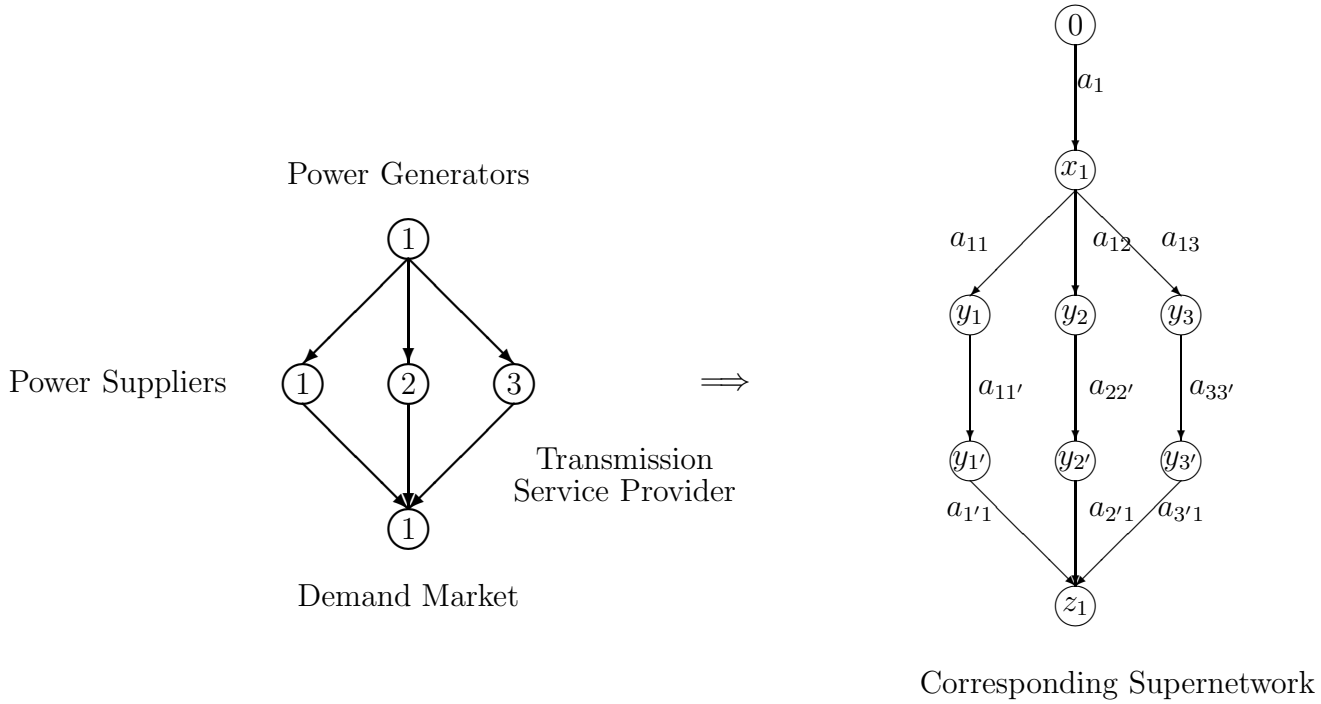 Power Generators
1
Power Suppliers
1
2
3
Transmission
Service Provider
1
Demand Market
⟹
0
a₁
x₁
a₁₁
a₁₂
a₁₃
y₁
y₂
y₃
a₁₁′
a₂₂′
a₃₃′
y₁′
y₂′
y₃′
a₁′₁
a₂′₁
a₃′₁
z₁
Corresponding Supernetwork